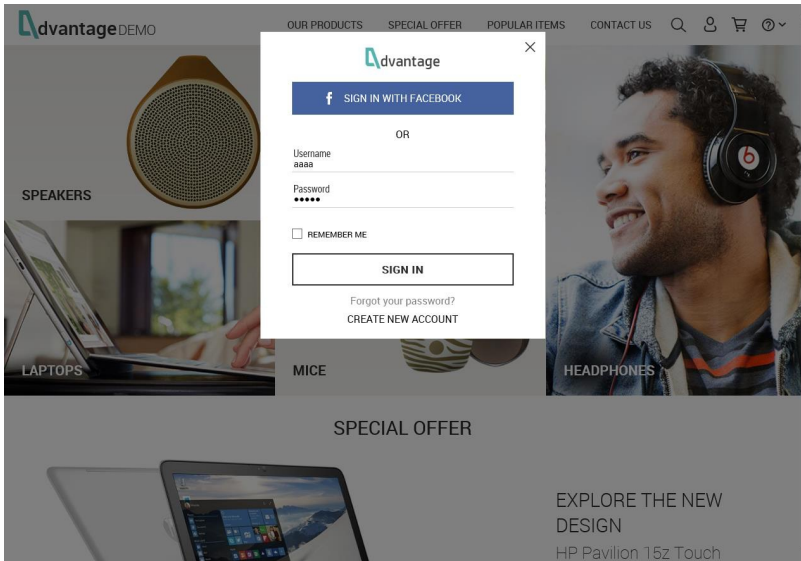 dvantage DEMO
OUR PRODUCTS SPECIAL OFFER POPULAR ITEMS CONTACT US
dvantage
f SIGN IN WITH FACEBOOK
OR
Username
aaaa
Password
•••••
REMEMBER ME
SIGN IN
Forgot your password?
CREATE NEW ACCOUNT
SPEAKERS
LAPTOPS
MICE
HEADPHONES
SPECIAL OFFER
EXPLORE THE NEW
DESIGN
HP Pavilion 15z Touch